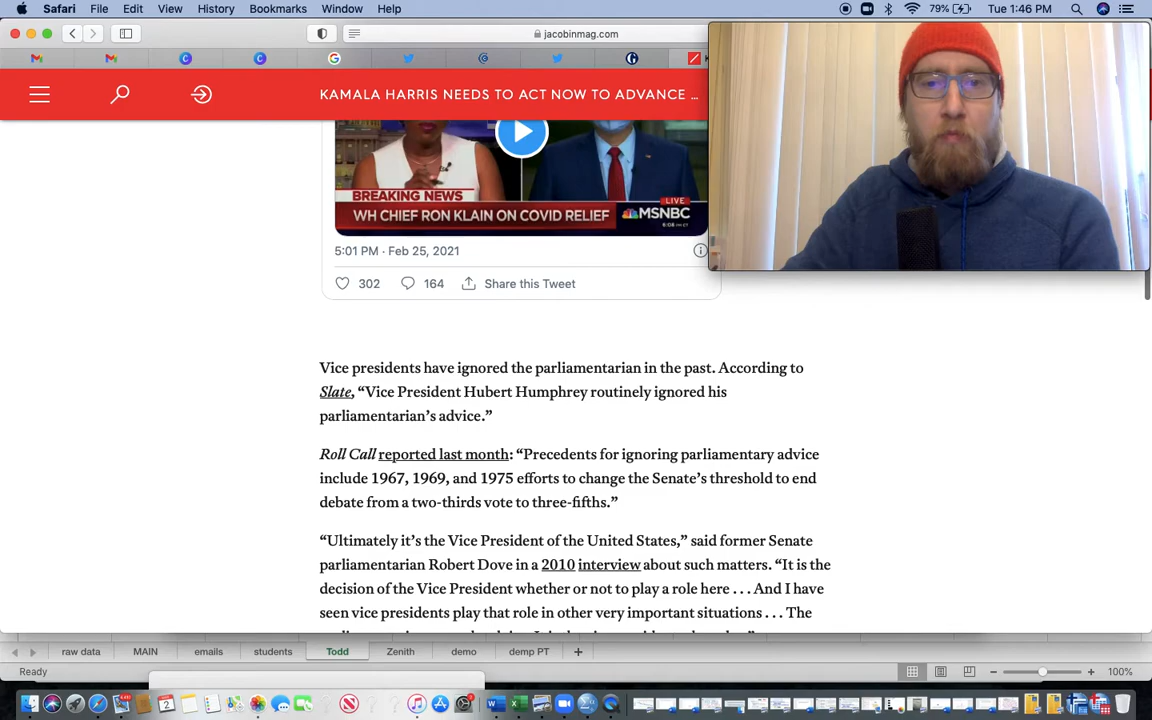 Safari File Edit View History Bookmarks Window Help 79% Tue 1:46 PM
jacobinmag.com
KAMALA HARRIS NEEDS TO ACT NOW TO ADVANCE ...
BREAKING NEWS
LIVE
WH CHIEF RON KLAIN ON COVID RELIEF MSNBC
5:01 PM · Feb 25, 2021
302 164 Share this Tweet
Vice presidents have ignored the parliamentarian in the past. According to
Slate, “Vice President Hubert Humphrey routinely ignored his
parliamentarian’s advice.”
Roll Call reported last month: “Precedents for ignoring parliamentary advice
include 1967, 1969, and 1975 efforts to change the Senate’s threshold to end
debate from a two-thirds vote to three-fifths.”
“Ultimately it’s the Vice President of the United States,” said former Senate
parliamentarian Robert Dove in a 2010 interview about such matters. “It is the
decision of the Vice President whether or not to play a role here . . . And I have
seen vice presidents play that role in other very important situations . . . The
raw data MAIN emails students Todd Zenith demo demp PT
Ready 100%